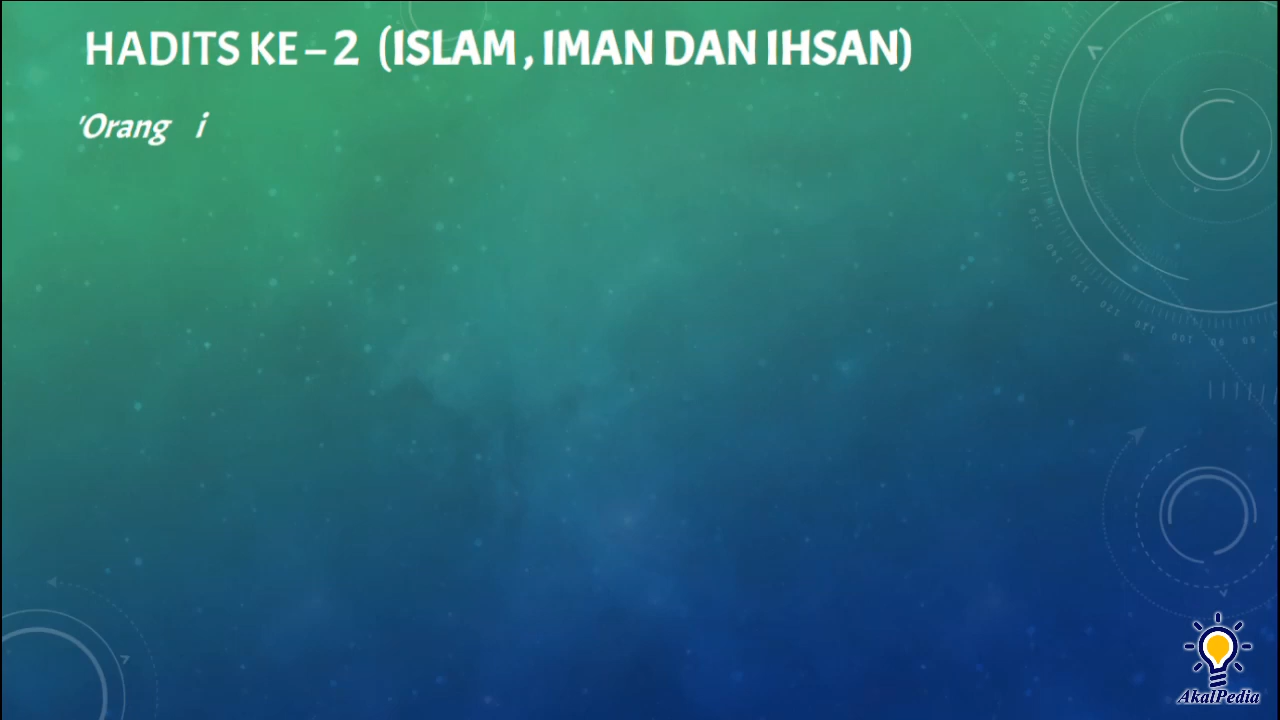 HADITS KE – 2 (ISLAM , IMAN DAN IHSAN)
'Orang i
AkalPedia